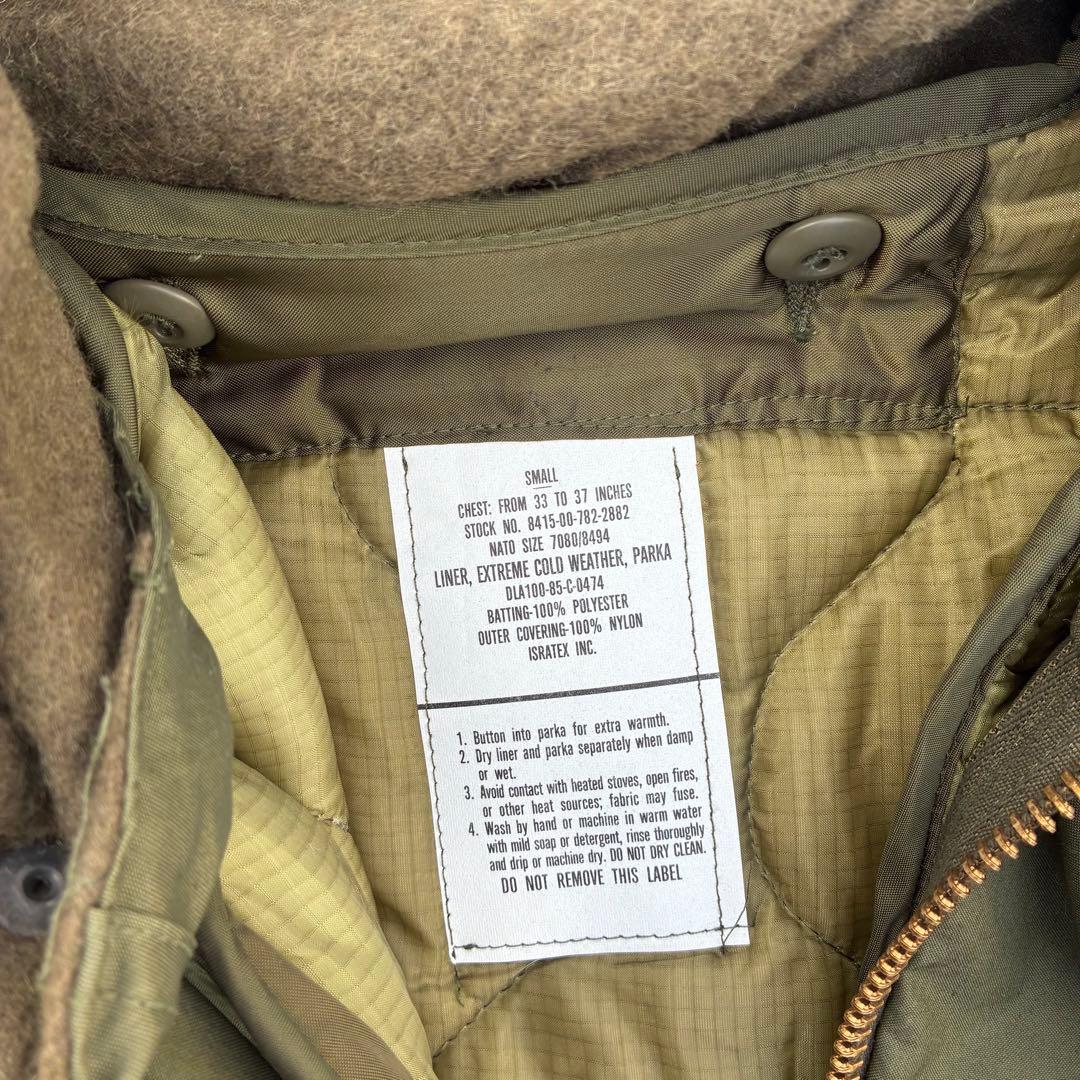 SMALL
CHEST: FROM 33 TO 37 INCHES
STOCK NO. 8415-00-782-2882
NATO SIZE 7080/8494
LINER, EXTREME COLD WEATHER, PARKA
DLA100-85-C-0474
BATTING-100% POLYESTER
OUTER COVERING-100% NYLON
ISRATEX INC.
1. Button into parka for extra warmth.
2. Dry liner and parka separately when damp
or wet.
3. Avoid contact with heated stoves, open fires,
or other heat sources; fabric may fuse.
4. Wash by hand or machine in warm water
with mild soap or detergent, rinse thoroughly
and drip or machine dry. DO NOT DRY CLEAN.
DO NOT REMOVE THIS LABEL